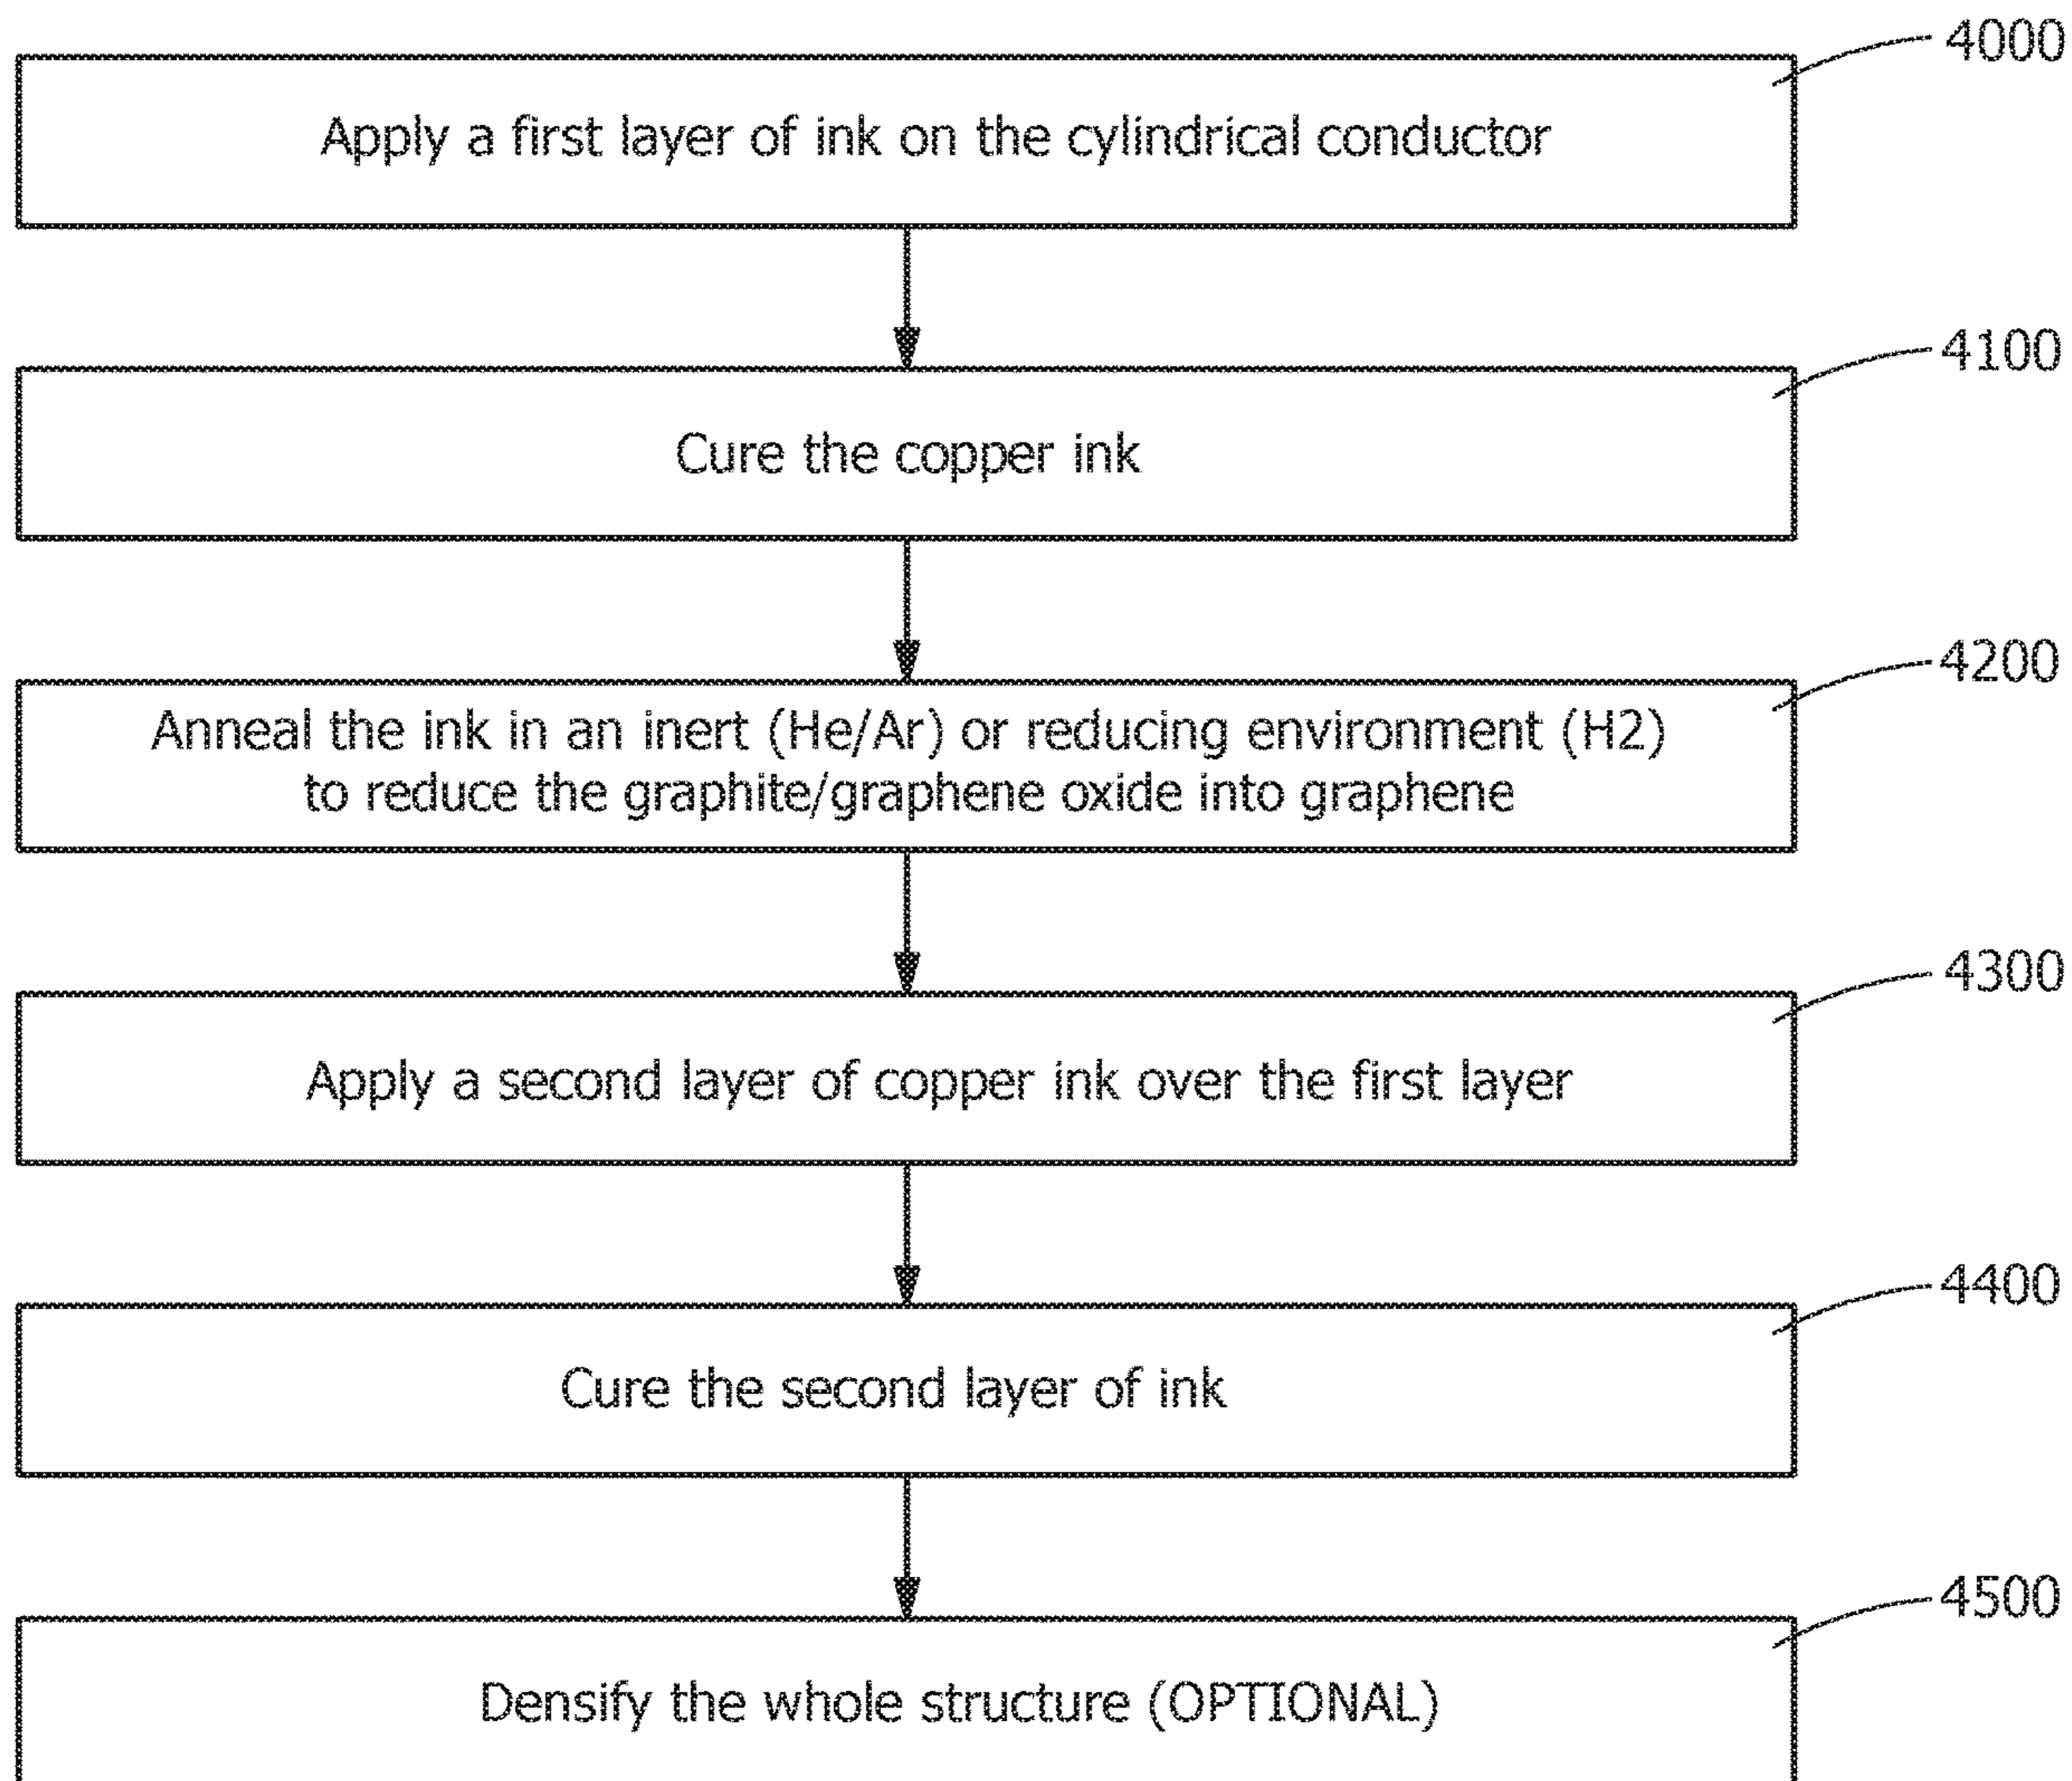 4000
Apply a first layer of ink on the cylindrical conductor
4100
Cure the copper ink
4200
Anneal the ink in an inert (He/Ar) or reducing environment (H2)
to reduce the graphite/graphene oxide into graphene
4300
Apply a second layer of copper ink over the first layer
4400
Cure the second layer of ink
4500
Densify the whole structure (OPTIONAL)